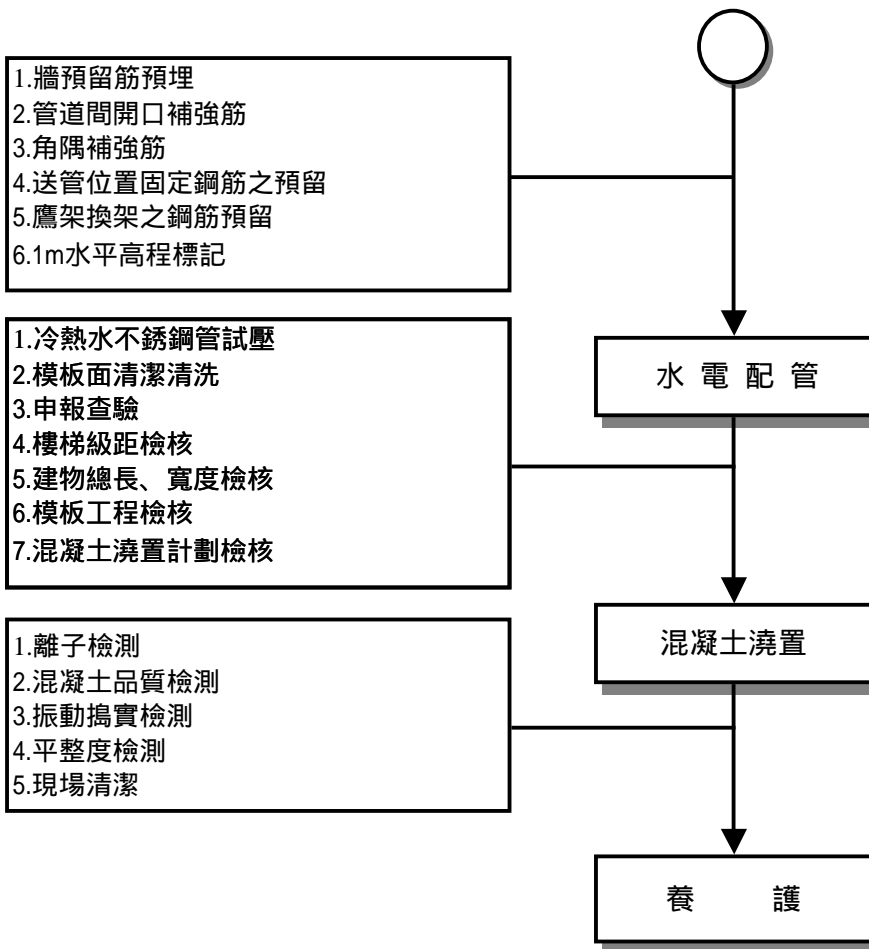 1.牆預留筋預埋
2.管道間開口補強筋
3.角隅補強筋
4.送管位置固定鋼筋之預留
5.鷹架換架之鋼筋預留
6.1m水平高程標記
水 電 配 管
1.冷熱水不銹鋼管試壓
2.模板面清潔清洗
3.申報查驗
4.樓梯級距檢核
5.建物總長、寬度檢核
6.模板工程檢核
7.混凝土澆置計劃檢核
混凝土澆置
1.離子檢測
2.混凝土品質檢測
3.振動搗實檢測
4.平整度檢測
5.現場清潔
養 護